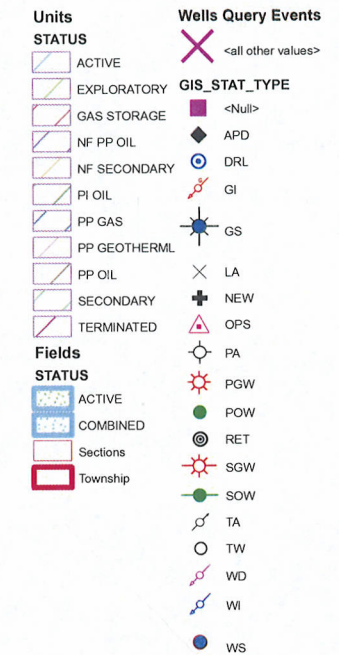 Units
STATUS
ACTIVE
EXPLORATORY
GAS STORAGE
NF PP OIL
NF SECONDARY
PI OIL
PP GAS
PP GEOTHERML
PP OIL
SECONDARY
TERMINATED
Fields
STATUS
ACTIVE
COMBINED
Sections
Township
Wells Query Events
<all other values>
GIS_STAT_TYPE
<Null>
APD
DRL
GI
GS
LA
NEW
OPS
PA
PGW
POW
RET
SGW
SOW
TA
TW
WD
WI
WS